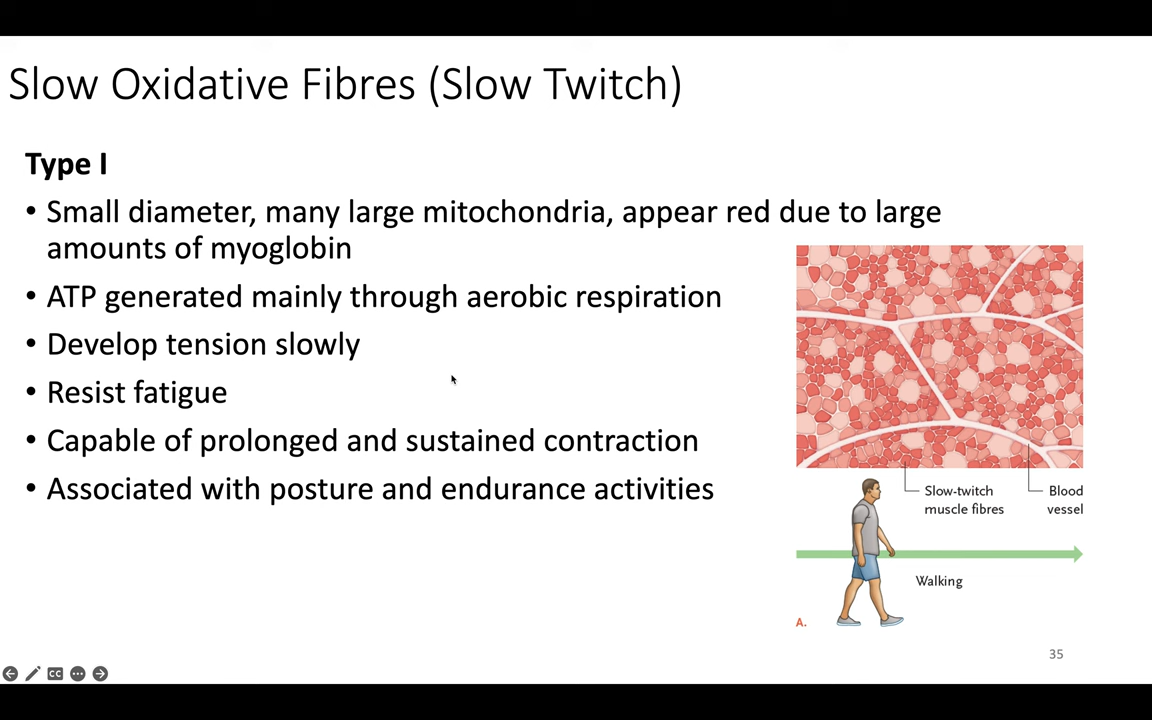 Slow Oxidative Fibres (Slow Twitch)
Type I
• Small diameter, many large mitochondria, appear red due to large
amounts of myoglobin
• ATP generated mainly through aerobic respiration
• Develop tension slowly
• Resist fatigue
• Capable of prolonged and sustained contraction
• Associated with posture and endurance activities
Slow-twitch
muscle fibres
Blood
vessel
Walking
A.
35
CC